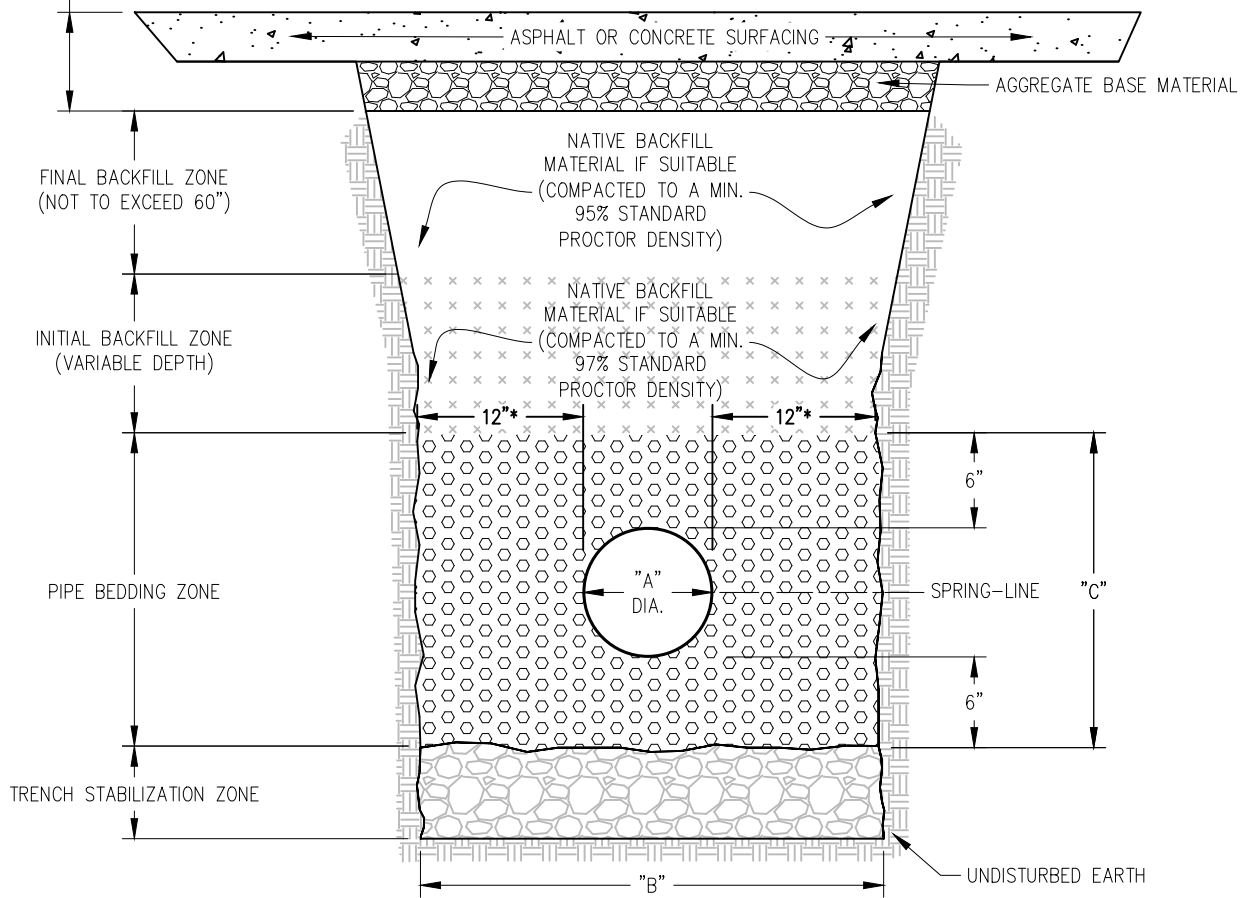 ASPHALT OR CONCRETE SURFACING
AGGREGATE BASE MATERIAL
NATIVE BACKFILL
MATERIAL IF SUITABLE
(COMPACTED TO A MIN.
95% STANDARD
PROCTOR DENSITY)
FINAL BACKFILL ZONE
(NOT TO EXCEED 60")
NATIVE BACKFILL
MATERIAL IF SUITABLE
(COMPACTED TO A MIN.
97% STANDARD
PROCTOR DENSITY)
INITIAL BACKFILL ZONE
(VARIABLE DEPTH)
12"*
12"*
6"
"A"
DIA.
PIPE BEDDING ZONE
SPRING-LINE
"C"
6"
TRENCH STABILIZATION ZONE
"B"
UNDISTURBED EARTH